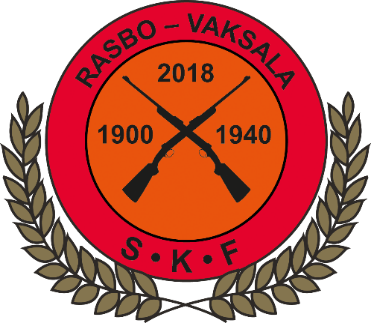 RASBO – VAKSALA
2018
1900 1940
S • K • F